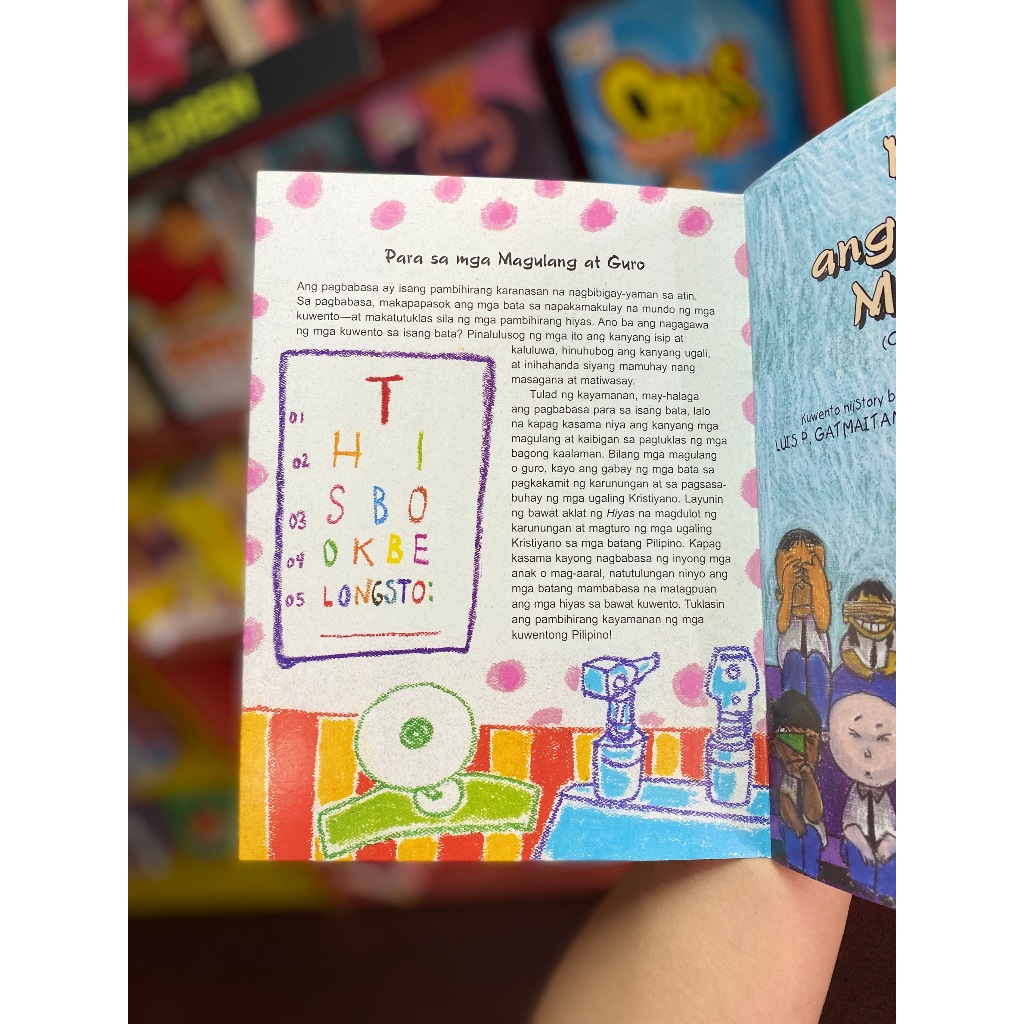 Para sa mga Magulang at Guro
Ang pagbabasa ay isang pambihirang karanasan na nagbibigay-yaman sa atin.
Sa pagbabasa, makapapasok ang mga bata sa napakamakulay na mundo ng mga
kuwento—at makatutuklas sila ng mga pambihirang hiyas. Ano ba ang nagagawa
ng mga kuwento sa isang bata? Pinalulusog ng mga ito ang kanyang isip at
kaluluwa, hinuhubog ang kanyang ugali,
at inihahanda siyang mamuhay nang
masagana at matiwasay.
Tulad ng kayamanan, may-halaga
ang pagbabasa para sa isang bata, lalo
na kapag kasama niya ang kanyang mga
magulang at kaibigan sa pagtuklas ng mga
bagong kaalaman. Bilang mga magulang
o guro, kayo ang gabay ng mga bata sa
pagkakamit ng karunungan at sa pagsasa-
buhay ng mga ugaling Kristiyano. Layunin
ng bawat aklat ng Hiyas na magdulot ng
karunungan at magturo ng mga ugaling
Kristiyano sa mga batang Pilipino. Kapag
kasama kayong nagbabasa ng inyong mga
anak o mag-aaral, natutulungan ninyo ang
mga batang mambabasa na matagpuan
ang mga hiyas sa bawat kuwento. Tuklasin
ang pambihirang kayamanan ng mga
kuwentong Pilipino!
T
01
02 H I
03 S B O
04 O K B E
05 LONGSTO:
ang
M
(C
Kuwento ni/Story b
LUIS P. GATMAITAN